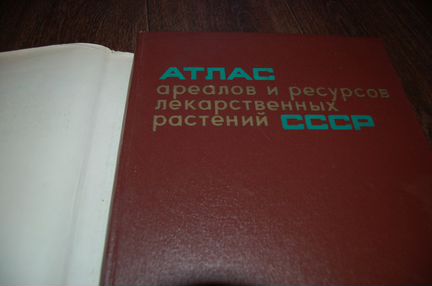 АТЛАС
ареалов и ресурсов
лекарственных
растений СССР